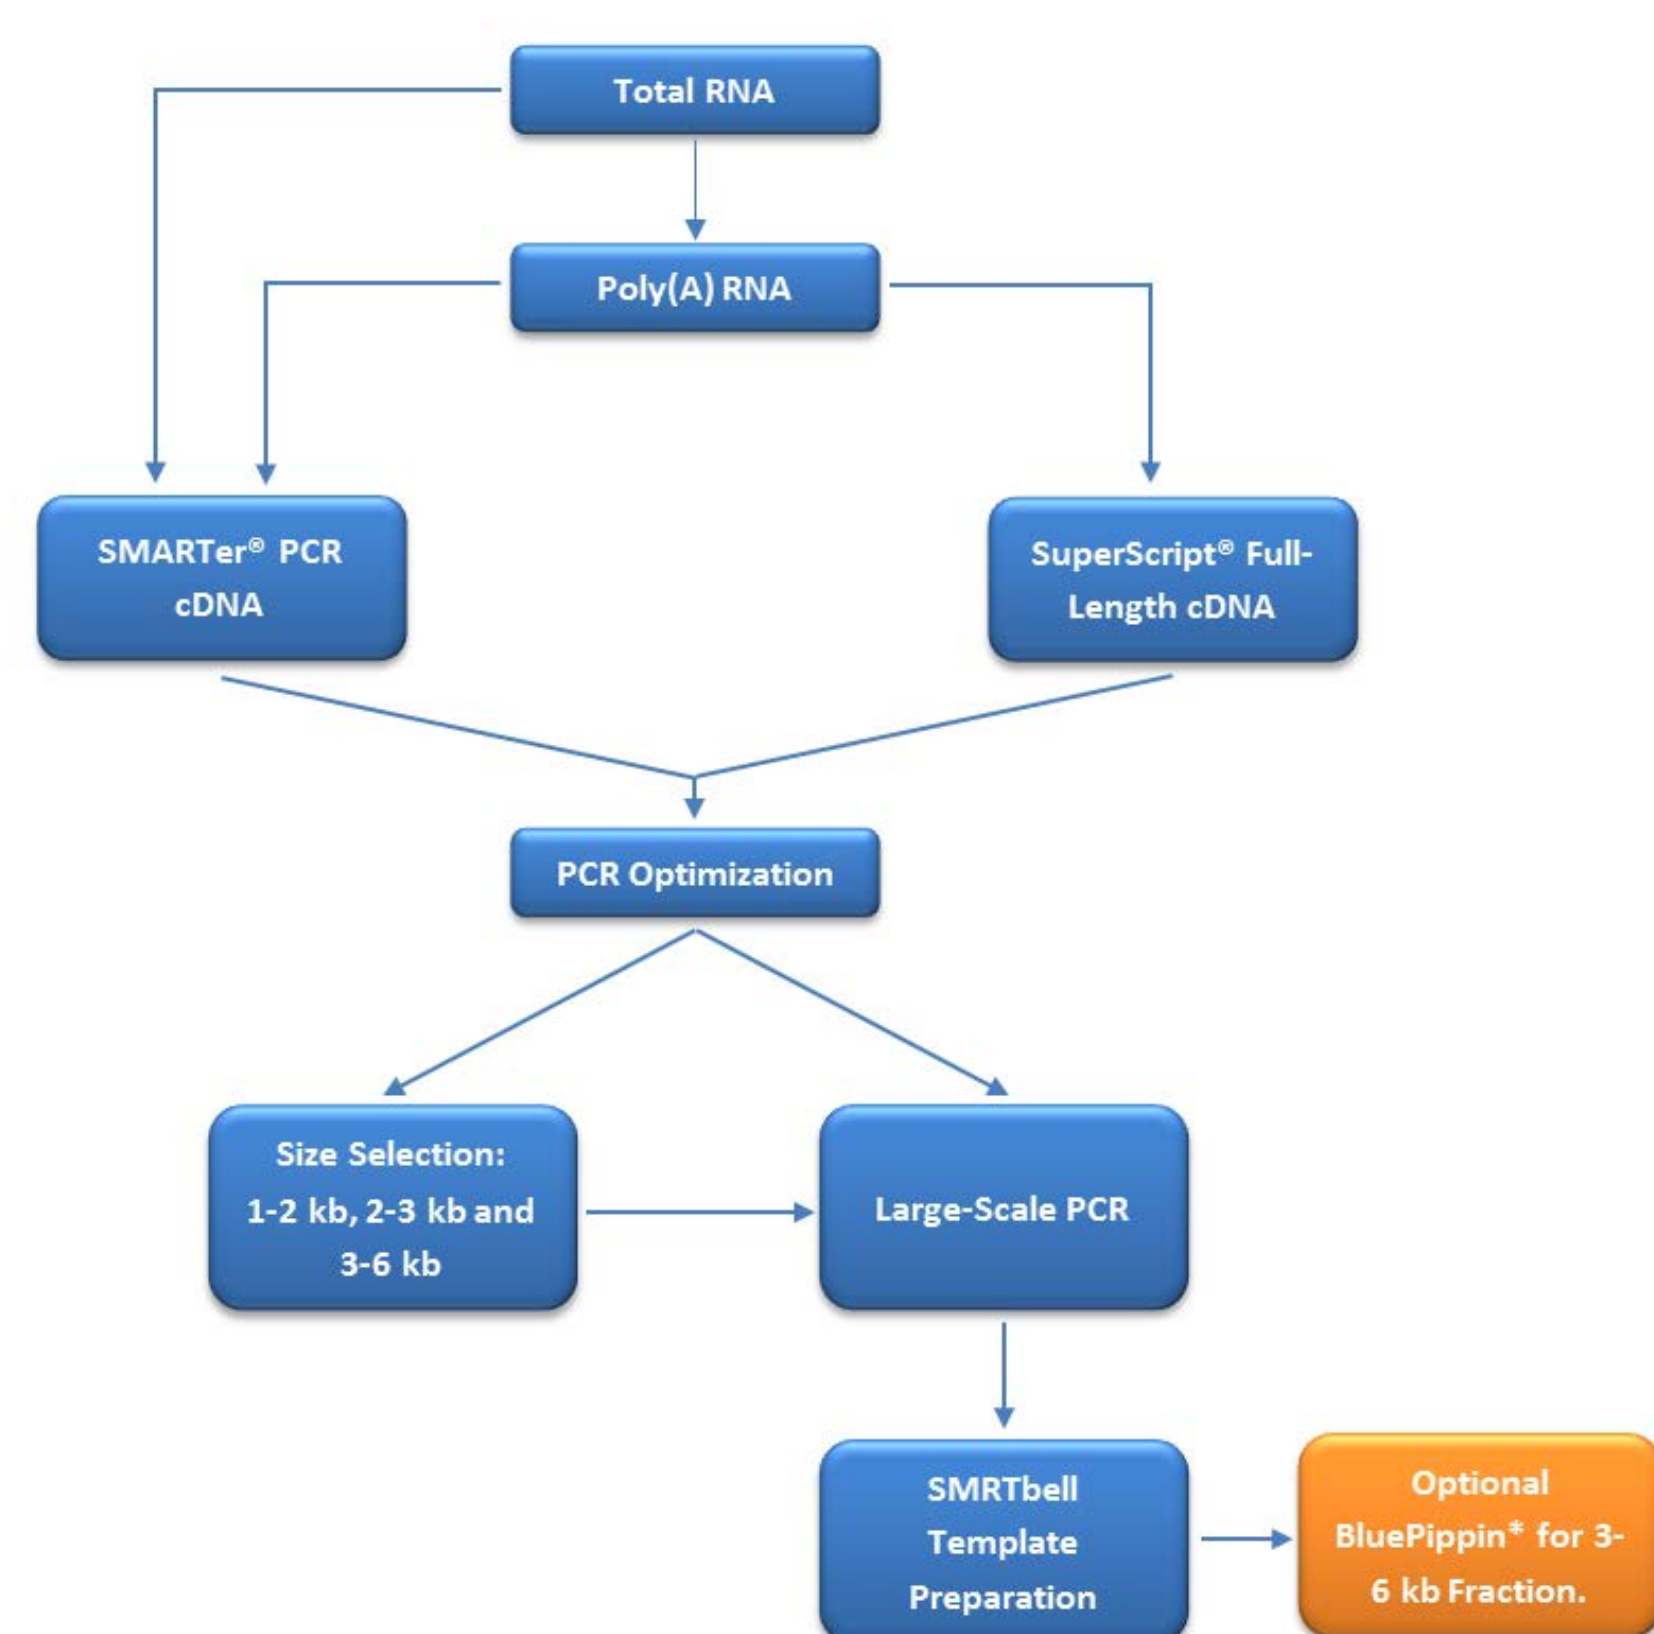 Total RNA
Poly(A) RNA
SMARTer® PCR
cDNA
SuperScript® Full-
Length cDNA
PCR Optimization
Size Selection:
1-2 kb, 2-3 kb and
3-6 kb
Large-Scale PCR
SMRTbell
Template
Preparation
Optional
BluePippin* for 3-
6 kb Fraction.